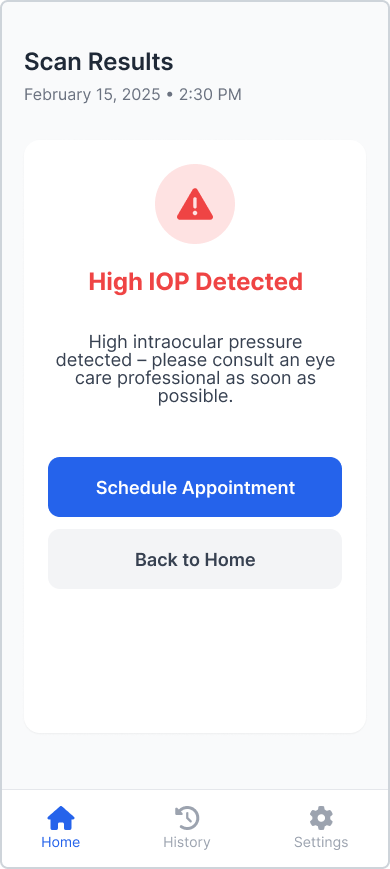 Scan Results
February 15, 2025 • 2:30 PM
High IOP Detected
High intraocular pressure
detected – please consult an eye
care professional as soon as
possible.
Schedule Appointment
Back to Home
Home
History
Settings